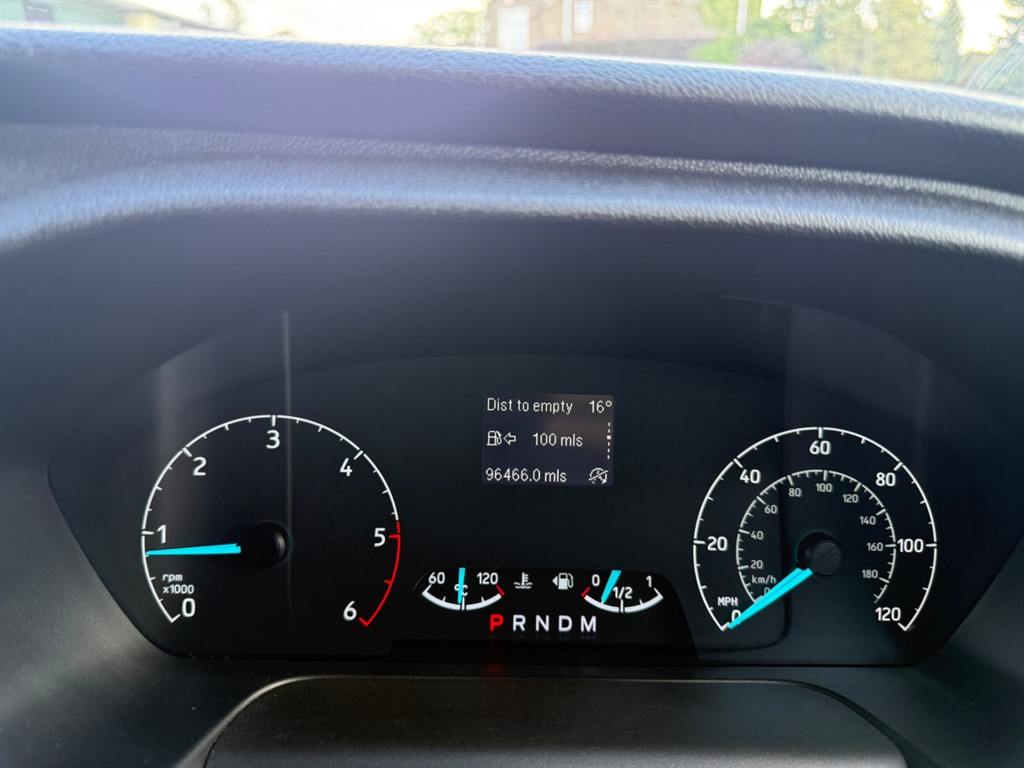 Dist to empty 16°
100 mls
96466.0 mls
0 1 2 3 4 5 6
rpm
x1000
60 °C 120
0 1/2 1
P R N D M
0 20 40 60 80 100 120
MPH
0 20 40 60 80 100 120 140 160 180
km/h